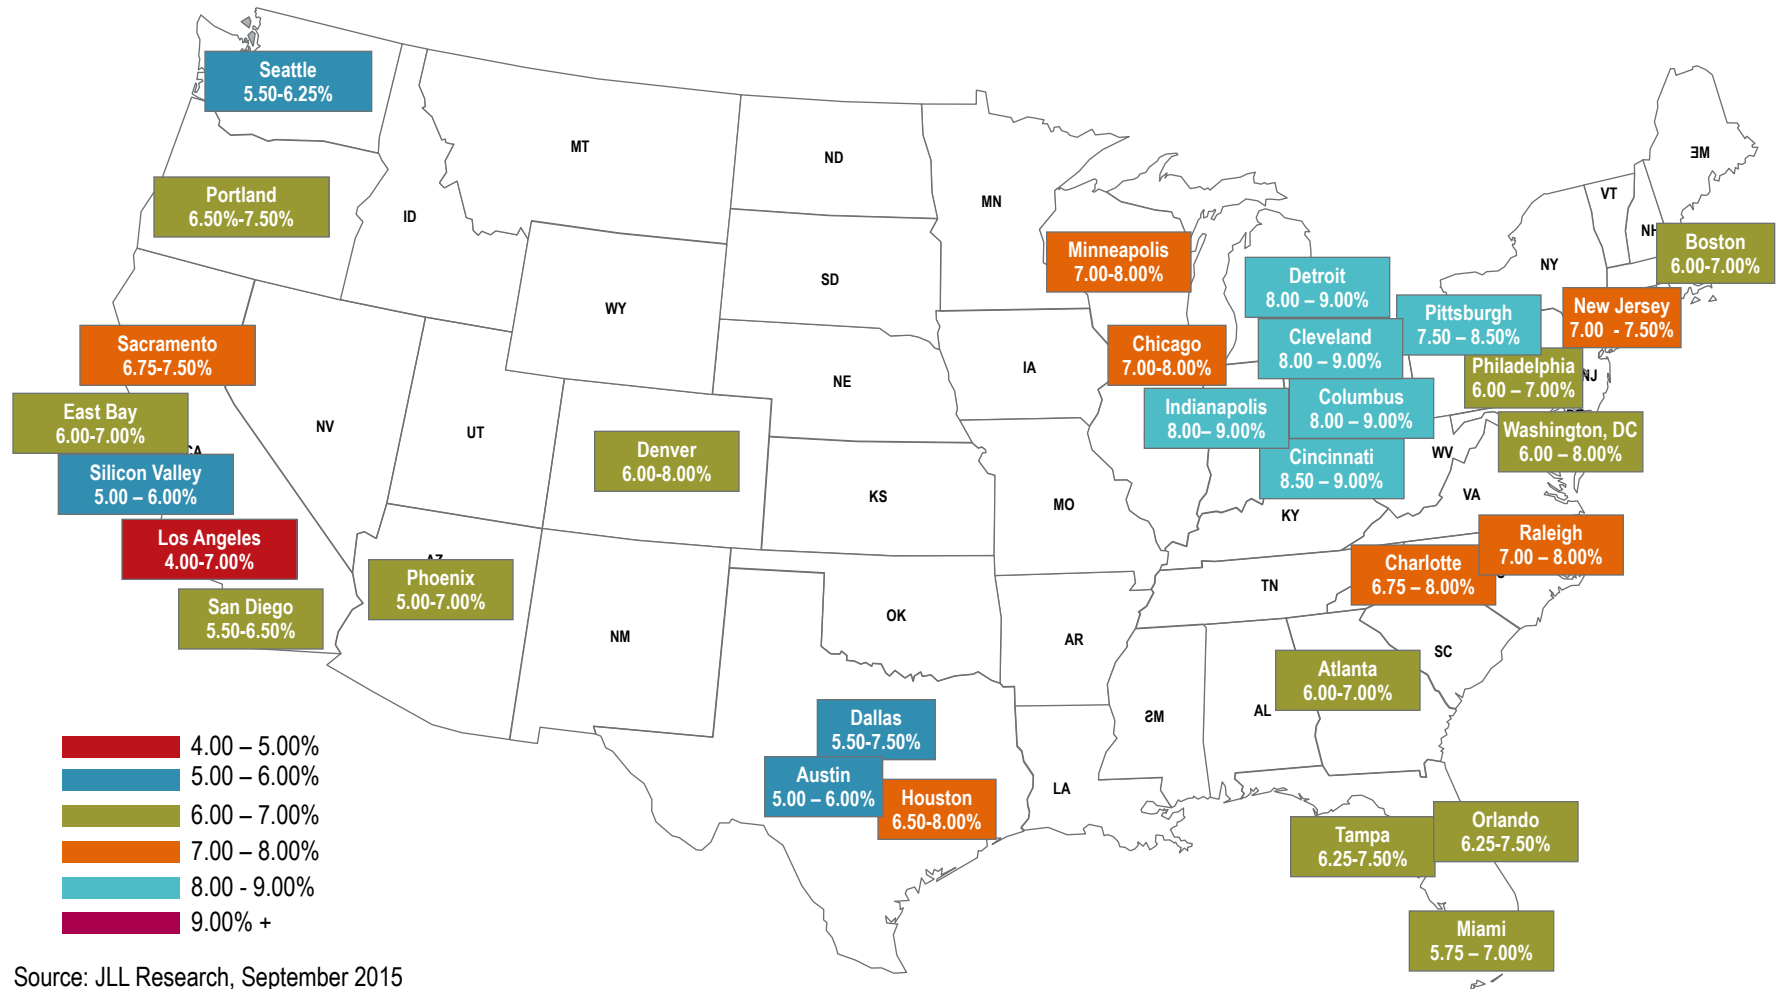 Seattle
5.50-6.25%
Portland
6.50%-7.50%
Sacramento
6.75-7.50%
East Bay
6.00-7.00%
CA
Silicon Valley
5.00 – 6.00%
Los Angeles
4.00-7.00%
San Diego
5.50-6.50%
Phoenix
5.00-7.00%
Denver
6.00-8.00%
Dallas
5.50-7.50%
Austin
5.00 – 6.00%
Houston
6.50-8.00%
Minneapolis
7.00-8.00%
Chicago
7.00-8.00%
Detroit
8.00 – 9.00%
Cleveland
8.00 – 9.00%
Indianapolis
8.00– 9.00%
Columbus
8.00 – 9.00%
Cincinnati
8.50 – 9.00%
Pittsburgh
7.50 – 8.50%
New Jersey
7.00 - 7.50%
Boston
6.00-7.00%
Philadelphia
6.00 – 7.00%
Washington, DC
6.00 – 8.00%
Raleigh
7.00 – 8.00%
Charlotte
6.75 – 8.00%
Atlanta
6.00-7.00%
Tampa
6.25-7.50%
Orlando
6.25-7.50%
Miami
5.75 – 7.00%
MT
ND
MN
ID
SD
WY
IA
NE
NV
UT
KS
MO
OK
NM
AR
TN
KY
WV
VA
SC
AL
MS
LA
NY
VT
NH
ME
NJ
4.00 – 5.00%
5.00 – 6.00%
6.00 – 7.00%
7.00 – 8.00%
8.00 - 9.00%
9.00% +
Source: JLL Research, September 2015